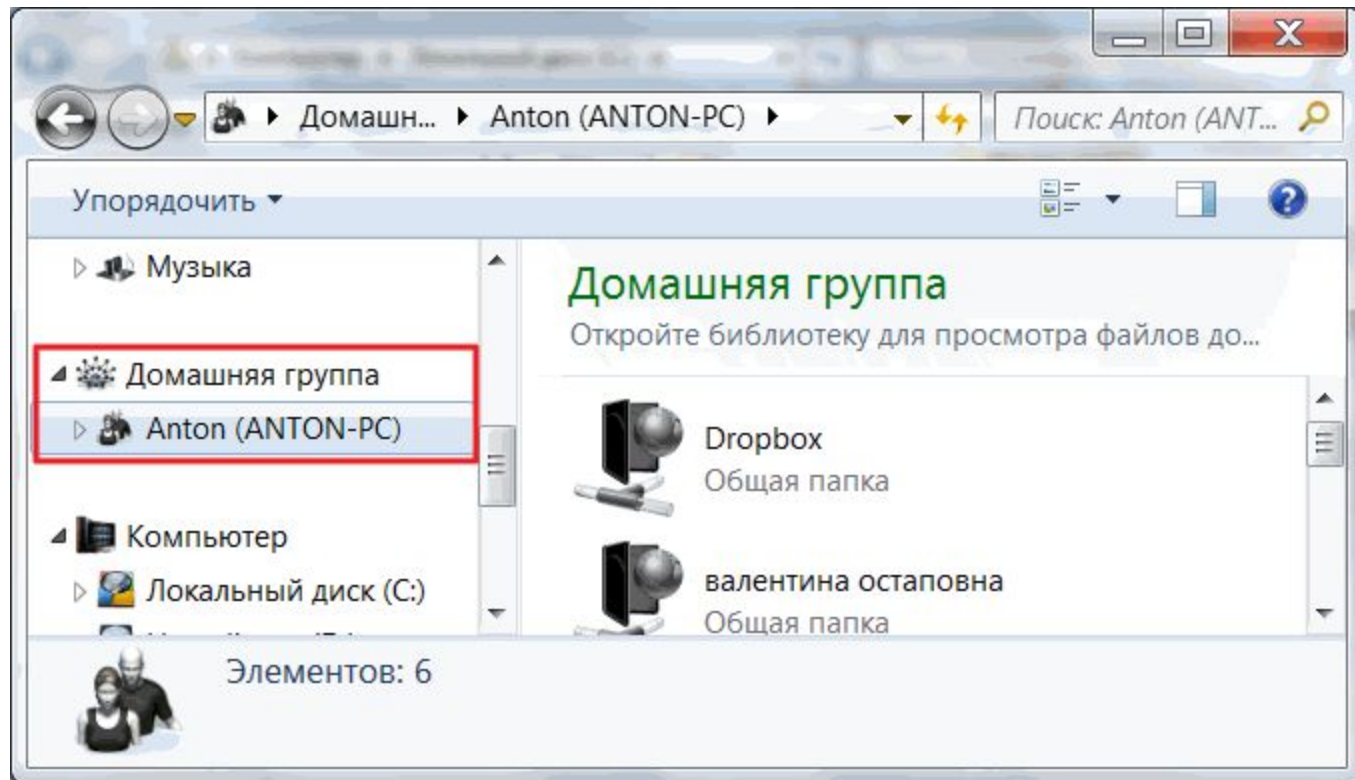 Домашн... Anton (ANTON-PC)
Поиск: Anton (ANT...
Упорядочить
Музыка
Домашняя группа
Anton (ANTON-PC)
Компьютер
Локальный диск (C:)
Домашняя группа
Откройте библиотеку для просмотра файлов до...
Dropbox
Общая папка
валентина остаповна
Общая папка
Элементов: 6